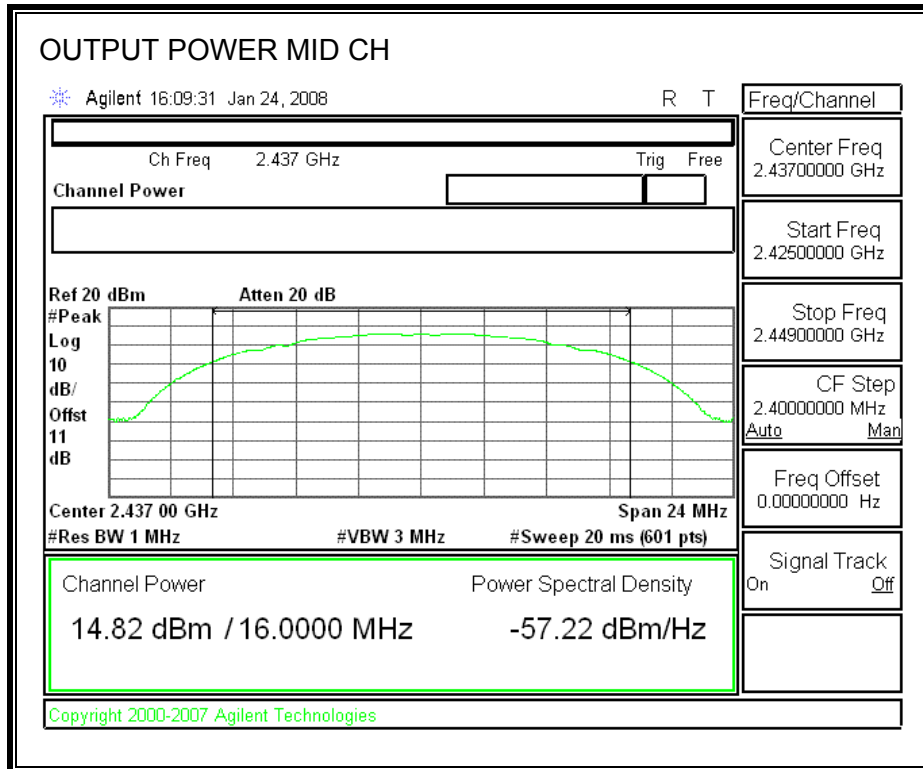 OUTPUT POWER MID CH
Agilent 16:09:31 Jan 24, 2008 R T
Freq/Channel
Ch Freq 2.437 GHz Trig Free
Channel Power
Center Freq
2.43700000 GHz
Start Freq
2.42500000 GHz
Stop Freq
2.44900000 GHz
CF Step
2.40000000 MHz
Auto Man
Freq Offset
0.00000000 Hz
Signal Track
On Off
Ref 20 dBm Atten 20 dB
#Peak
Log
10
dB/
Offst
11
dB
Center 2.437 00 GHz Span 24 MHz
#Res BW 1 MHz #VBW 3 MHz #Sweep 20 ms (601 pts)
Channel Power Power Spectral Density
14.82 dBm / 16.0000 MHz -57.22 dBm/Hz
Copyright 2000-2007 Agilent Technologies